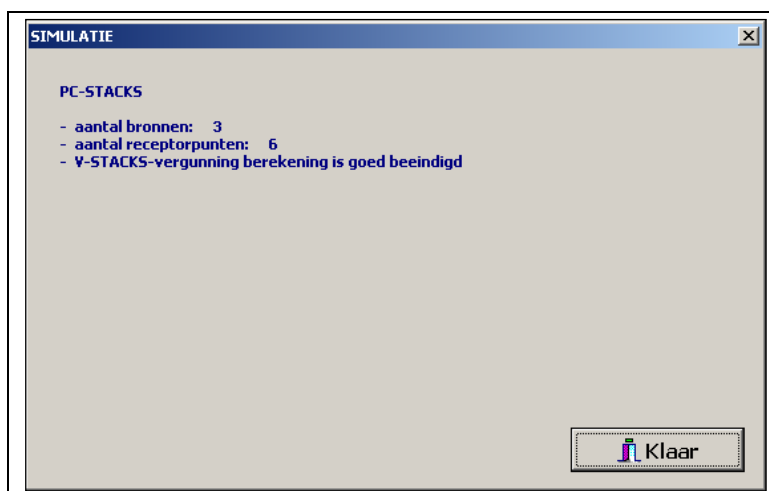 SIMULATIE
PC-STACKS
- aantal bronnen: 3
- aantal receptorpunten: 6
- V-STACKS-vergunning berekening is goed beeindigd
Klaar